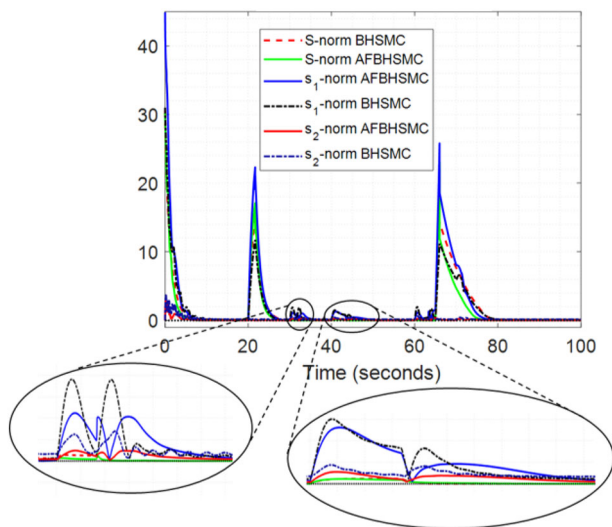 40
30
20
10
0
S-norm BHSMC
S-norm AFBHSMC
s₁-norm AFBHSMC
s₁-norm BHSMC
s₂-norm AFBHSMC
s₂-norm BHSMC
0 20 40 60 80 100
Time (seconds)